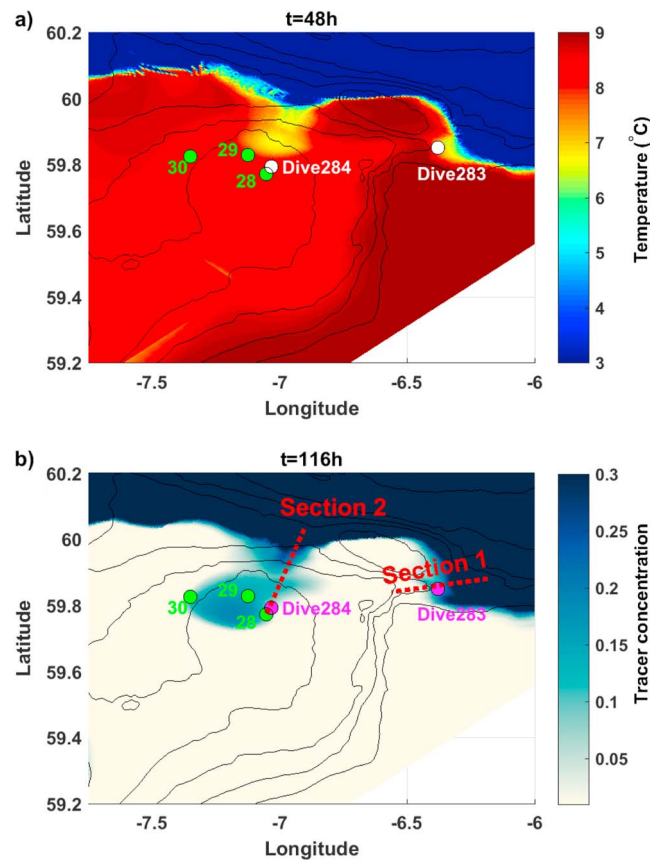 a)
t=48h
60.2
60
59.8
59.6
59.4
59.2
Latitude
-7.5
-7
-6.5
-6
Longitude
30
29
28
Dive284
Dive283
9
8
7
6
5
4
3
Temperature (°C)
b)
t=116h
60.2
60
59.8
59.6
59.4
59.2
Latitude
-7.5
-7
-6.5
-6
Longitude
Section 2
Section 1
30
29
28
Dive284
Dive283
0.3
0.25
0.2
0.15
0.1
0.05
Tracer concentration